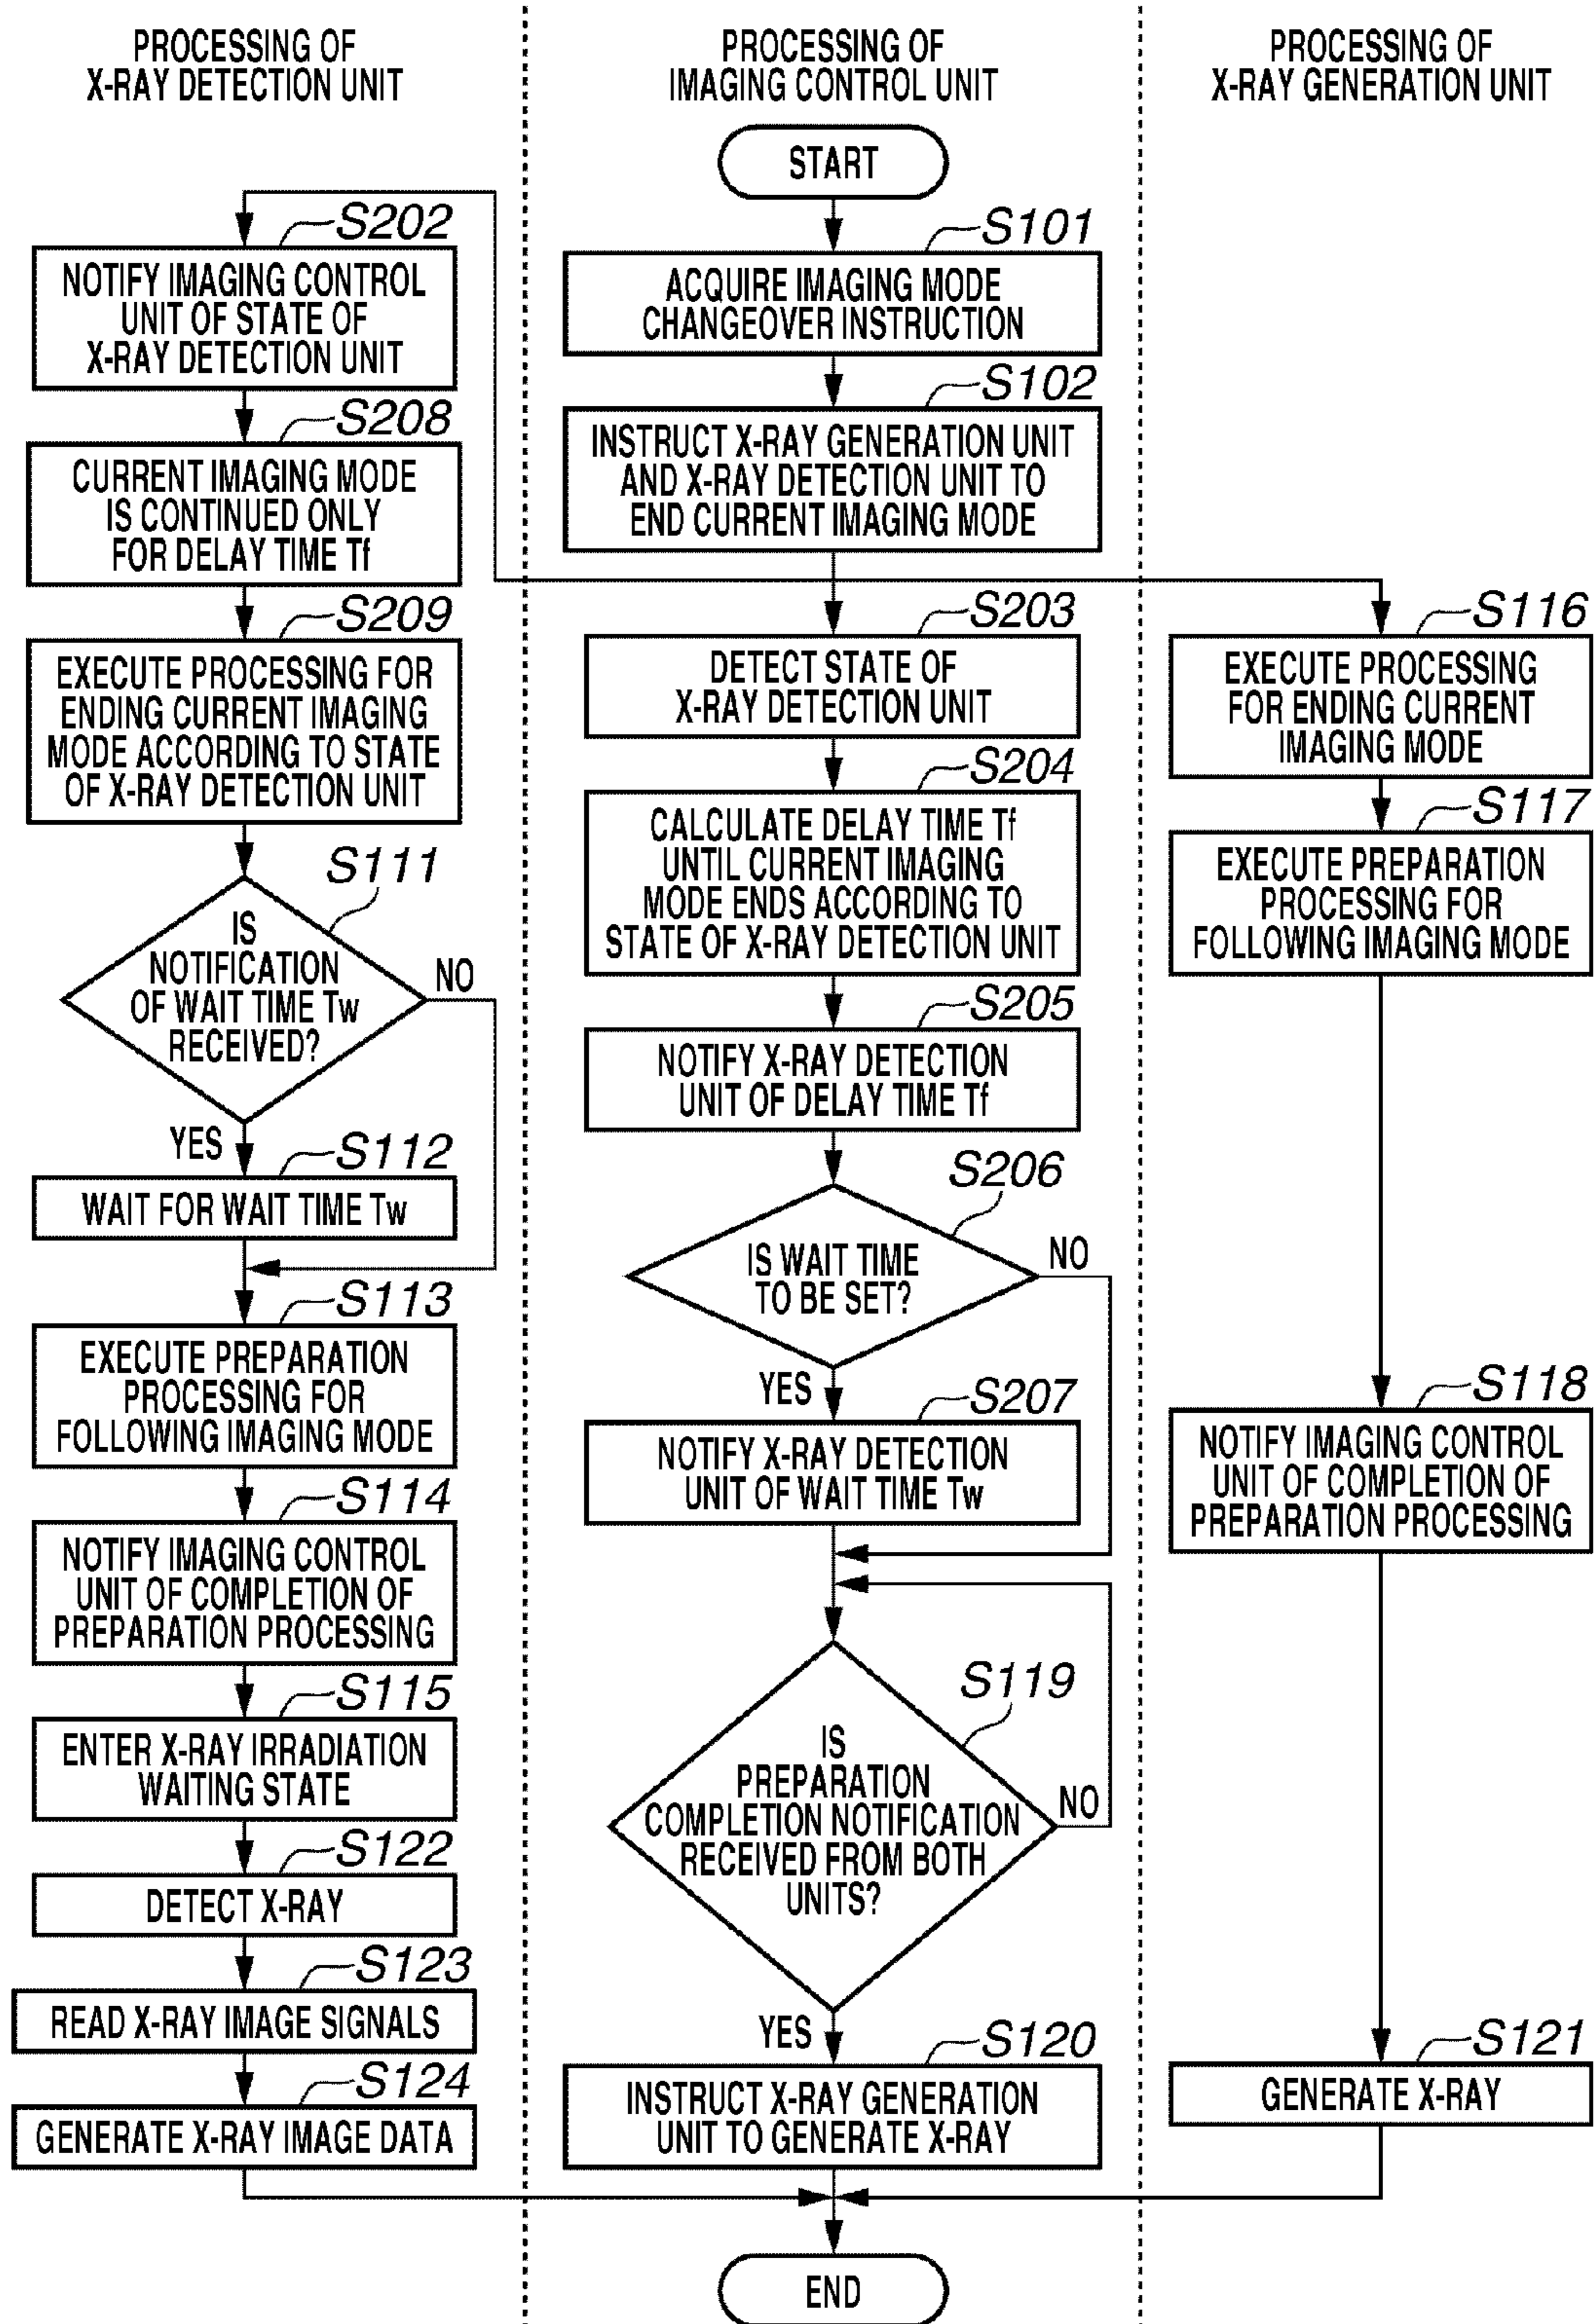 PROCESSING OF
X-RAY DETECTION UNIT
S202
NOTIFY IMAGING CONTROL
UNIT OF STATE OF
X-RAY DETECTION UNIT
S208
CURRENT IMAGING MODE
IS CONTINUED ONLY
FOR DELAY TIME Tf
S209
EXECUTE PROCESSING FOR
ENDING CURRENT IMAGING
MODE ACCORDING TO STATE
OF X-RAY DETECTION UNIT
S111
IS
NOTIFICATION
OF WAIT TIME Tw
RECEIVED?
NO
YES
S112
WAIT FOR WAIT TIME Tw
S113
EXECUTE PREPARATION
PROCESSING FOR
FOLLOWING IMAGING MODE
S114
NOTIFY IMAGING CONTROL
UNIT OF COMPLETION OF
PREPARATION PROCESSING
S115
ENTER X-RAY IRRADIATION
WAITING STATE
S122
DETECT X-RAY
S123
READ X-RAY IMAGE SIGNALS
S124
GENERATE X-RAY IMAGE DATA
PROCESSING OF
IMAGING CONTROL UNIT
START
S101
ACQUIRE IMAGING MODE
CHANGEOVER INSTRUCTION
S102
INSTRUCT X-RAY GENERATION UNIT
AND X-RAY DETECTION UNIT TO
END CURRENT IMAGING MODE
S203
DETECT STATE OF
X-RAY DETECTION UNIT
S204
CALCULATE DELAY TIME Tf
UNTIL CURRENT IMAGING
MODE ENDS ACCORDING TO
STATE OF X-RAY DETECTION UNIT
S205
NOTIFY X-RAY DETECTION
UNIT OF DELAY TIME Tf
S206
IS WAIT TIME
TO BE SET?
NO
YES
S207
NOTIFY X-RAY DETECTION
UNIT OF WAIT TIME Tw
S119
IS
PREPARATION
COMPLETION NOTIFICATION
RECEIVED FROM BOTH
UNITS?
NO
YES
S120
INSTRUCT X-RAY GENERATION
UNIT TO GENERATE X-RAY
END
PROCESSING OF
X-RAY GENERATION UNIT
S116
EXECUTE PROCESSING
FOR ENDING CURRENT
IMAGING MODE
S117
EXECUTE PREPARATION
PROCESSING FOR
FOLLOWING IMAGING MODE
S118
NOTIFY IMAGING CONTROL
UNIT OF COMPLETION OF
PREPARATION PROCESSING
S121
GENERATE X-RAY